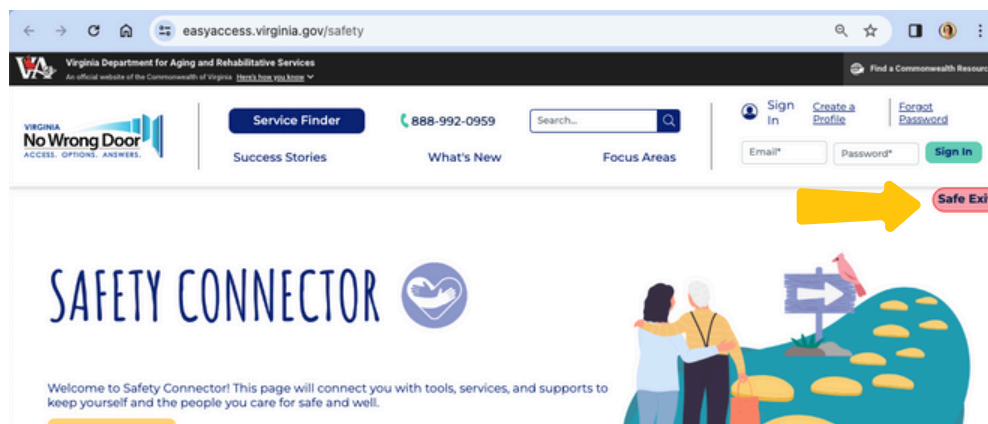 easyaccess.virginia.gov/safety
Virginia Department for Aging and Rehabilitative Services
An official website of the Commonwealth of Virginia Here's how you know
Find a Commonwealth Resourc
VIRGINIA
No Wrong Door
ACCESS. OPTIONS. ANSWERS.
Service Finder
888-992-0959
Search...
Success Stories
What's New
Focus Areas
Sign
In
Create a
Profile
Forgot
Password
Email*
Password*
Sign In
Safe Exi
SAFETY CONNECTOR
Welcome to Safety Connector! This page will connect you with tools, services, and supports to
keep yourself and the people you care for safe and well.